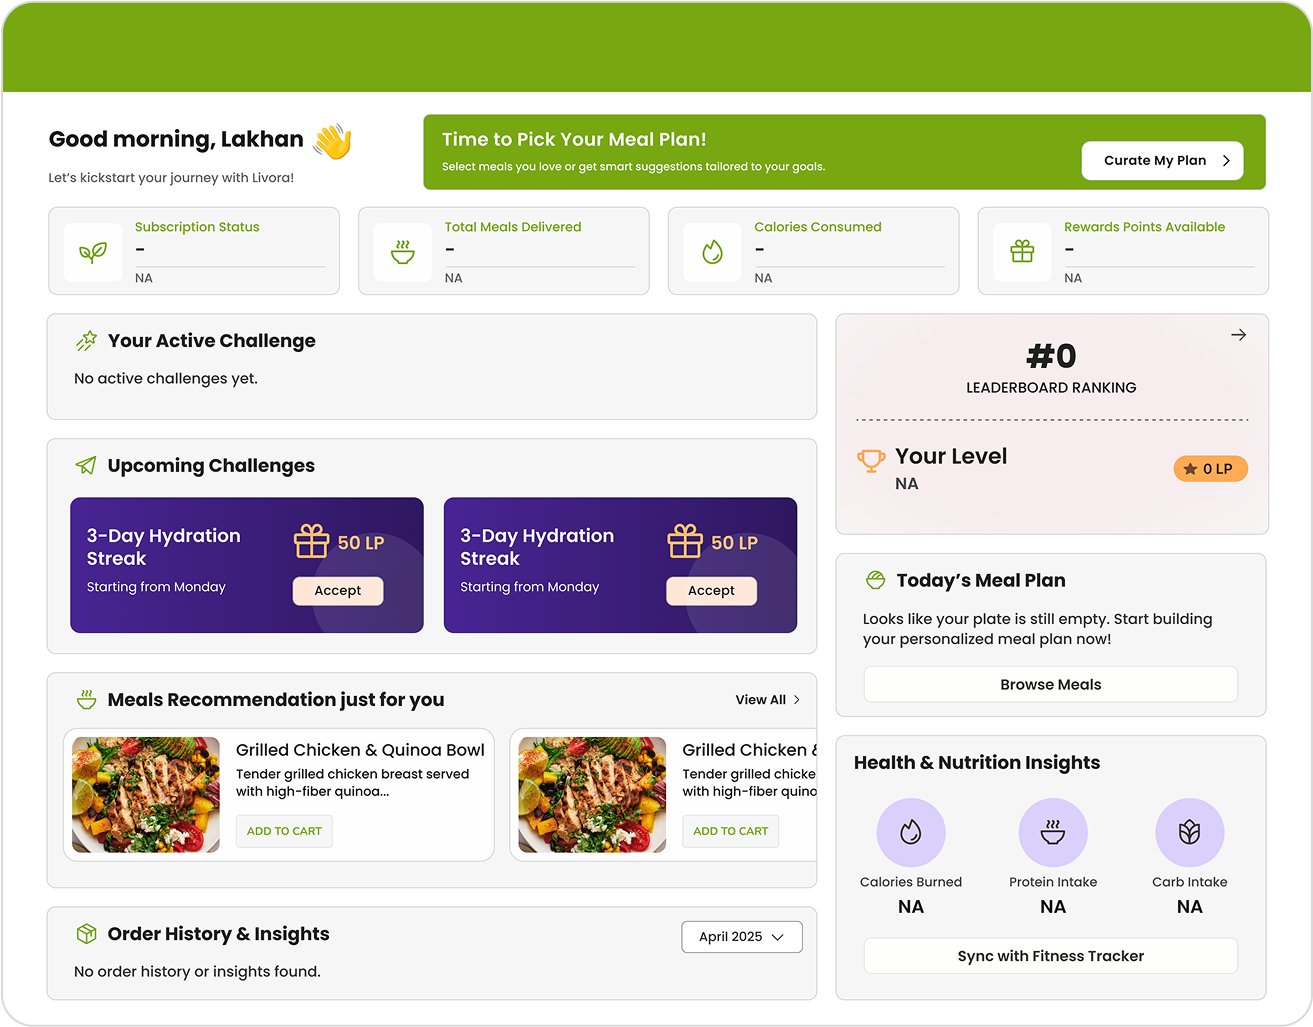 Good morning, Lakhan 👋
Let’s kickstart your journey with Livora!
Time to Pick Your Meal Plan!
Select meals you love or get smart suggestions tailored to your goals.
Curate My Plan
Subscription Status
-
NA
Total Meals Delivered
-
NA
Calories Consumed
-
NA
Rewards Points Available
-
NA
Your Active Challenge
No active challenges yet.
Upcoming Challenges
3-Day Hydration
Streak
Starting from Monday
50 LP
Accept
3-Day Hydration
Streak
Starting from Monday
50 LP
Accept
Meals Recommendation just for you
View All
Grilled Chicken & Quinoa Bowl
Tender grilled chicken breast served
with high-fiber quinoa...
ADD TO CART
Grilled Chicken &
Tender grilled chicke
with high-fiber quino
ADD TO CART
Order History & Insights
April 2025
No order history or insights found.
#0
LEADERBOARD RANKING
Your Level
NA
0 LP
Today’s Meal Plan
Looks like your plate is still empty. Start building
your personalized meal plan now!
Browse Meals
Health & Nutrition Insights
Calories Burned
NA
Protein Intake
NA
Carb Intake
NA
Sync with Fitness Tracker